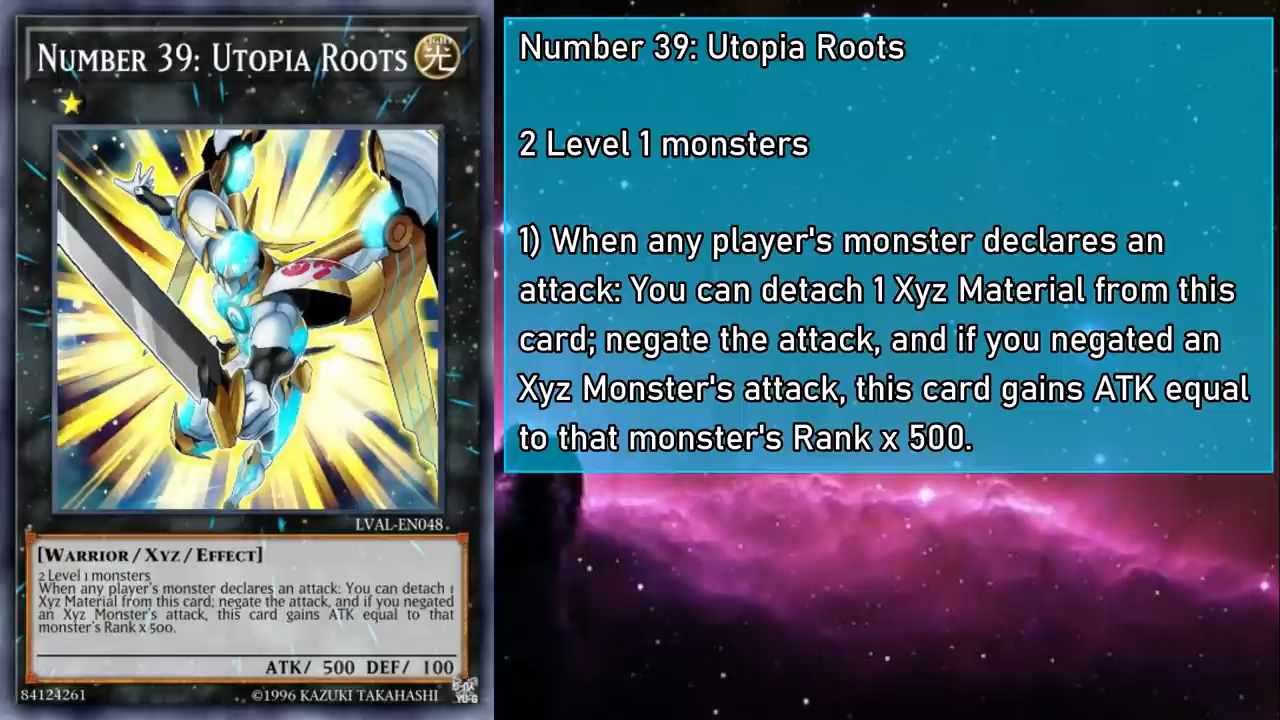 NUMBER 39: UTOPIA ROOTS
LIGHT
光
LVAL-EN048
[WARRIOR / XYZ / EFFECT]
2 Level 1 monsters
When any player's monster declares an attack: You can detach 1
Xyz Material from this card; negate the attack, and if you negated
an Xyz Monster's attack, this card gains ATK equal to that
monster's Rank x 500.
ATK/ 500 DEF/ 100
84124261
©1996 KAZUKI TAKAHASHI
Number 39: Utopia Roots
2 Level 1 monsters
1) When any player's monster declares an
attack: You can detach 1 Xyz Material from this
card; negate the attack, and if you negated an
Xyz Monster's attack, this card gains ATK equal
to that monster's Rank x 500.